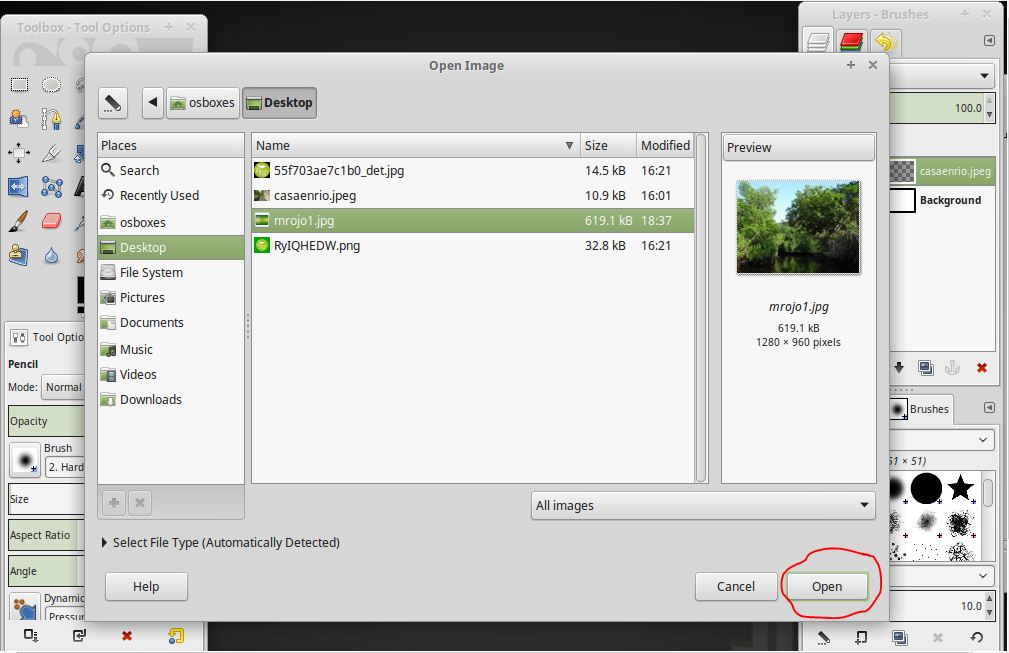 Toolbox - Tool Options
Layers - Brushes
Open Image
osboxes
Desktop
Places
Search
Recently Used
osboxes
Desktop
File System
Pictures
Documents
Music
Videos
Downloads
Name Size Modified
55f703ae7c1b0_det.jpg 14.5 kB 16:21
casaenrio.jpeg 10.9 kB 16:01
mrojo1.jpg 619.1 kB 18:37
RyIQHEDW.png 32.8 kB 16:21
Preview
mrojo1.jpg
619.1 kB
1280 × 960 pixels
All images
Select File Type (Automatically Detected)
Help
Cancel
Open
Tool Optio
Pencil
Mode: Normal
Opacity
Brush
2. Hard
Size
Aspect Ratio
Angle
Dynamic
Pressur
100.0
casaenrio.jpeg
Background
Brushes
51 × 51)
10.0